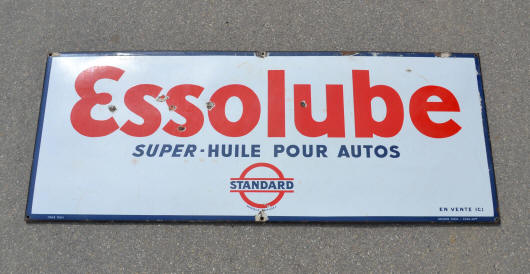 Essolube
SUPER-HUILE POUR AUTOS
STANDARD
EN VENTE ICI